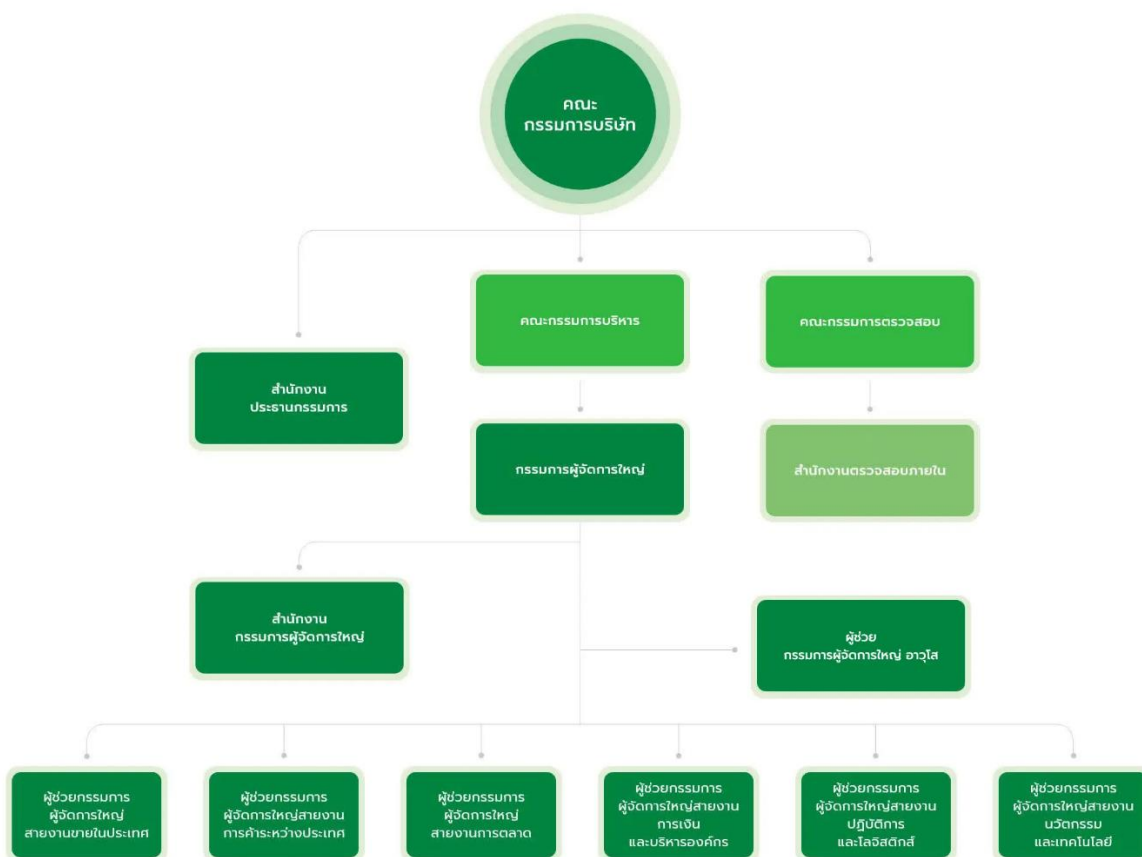 คณะ
กรรมการบริษัท
คณะกรรมการบริหาร
คณะกรรมการตรวจสอบ
สำนักงาน
ประธานกรรมการ
กรรมการผู้จัดการใหญ่
สำนักงานตรวจสอบภายใน
สำนักงาน
กรรมการผู้จัดการใหญ่
ผู้ช่วย
กรรมการผู้จัดการใหญ่ อาวุโส
ผู้ช่วยกรรมการ
ผู้จัดการใหญ่
สายงานขายในประเทศ
ผู้ช่วยกรรมการ
ผู้จัดการใหญ่สายงาน
การค้าระหว่างประเทศ
ผู้ช่วยกรรมการ
ผู้จัดการใหญ่
สายงานการตลาด
ผู้ช่วยกรรมการ
ผู้จัดการใหญ่สายงาน
การเงิน
และบริหารองค์กร
ผู้ช่วยกรรมการ
ผู้จัดการใหญ่สายงาน
ปฏิบัติการ
และโลจิสติกส์
ผู้ช่วยกรรมการ
ผู้จัดการใหญ่สายงาน
นวัตกรรม
และเทคโนโลยี